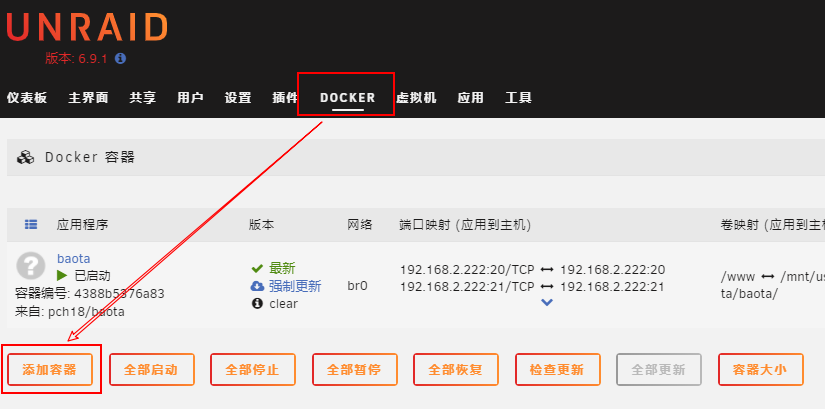 UNRAID
版本: 6.9.1
仪表板 主界面 共享 用户 设置 插件 DOCKER 虚拟机 应用 工具
Docker 容器
应用程序 版本 网络 端口映射 (应用到主机) 卷映射 (应用到主机
baota
已启动
容器编号: 4388b5376a83
来自: pch18/baota
最新
强制更新
clear
br0
192.168.2.222:20/TCP 192.168.2.222:20
192.168.2.222:21/TCP 192.168.2.222:21
/www /mnt/us
ta/baota/
添加容器 全部启动 全部停止 全部暂停 全部恢复 检查更新 全部更新 容器大小